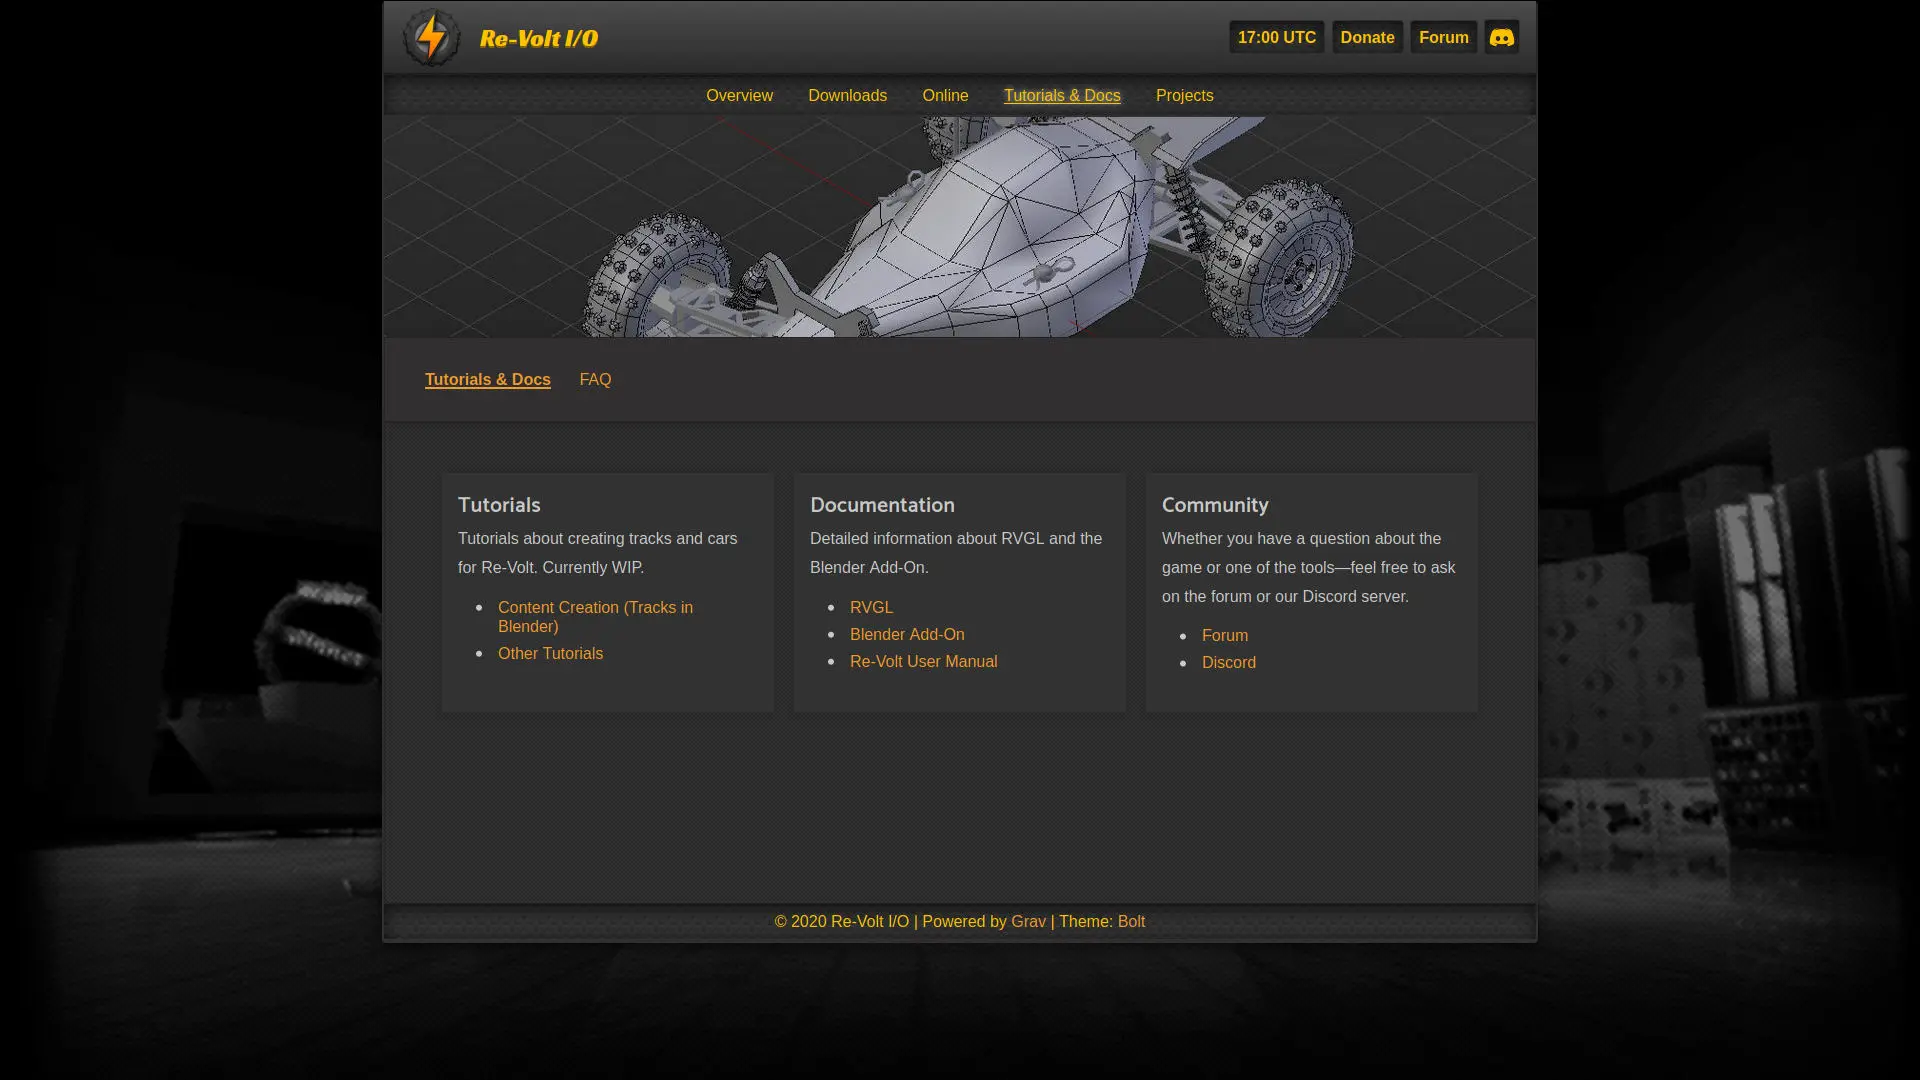 Re-Volt I/O
17:00 UTC
Donate
Forum
Overview
Downloads
Online
Tutorials & Docs
Projects
Tutorials & Docs
FAQ
Tutorials
Tutorials about creating tracks and cars
for Re-Volt. Currently WIP.
Content Creation (Tracks in
Blender)
Other Tutorials
Documentation
Detailed information about RVGL and the
Blender Add-On.
RVGL
Blender Add-On
Re-Volt User Manual
Community
Whether you have a question about the
game or one of the tools—feel free to ask
on the forum or our Discord server.
Forum
Discord
© 2020 Re-Volt I/O | Powered by Grav | Theme: Bolt